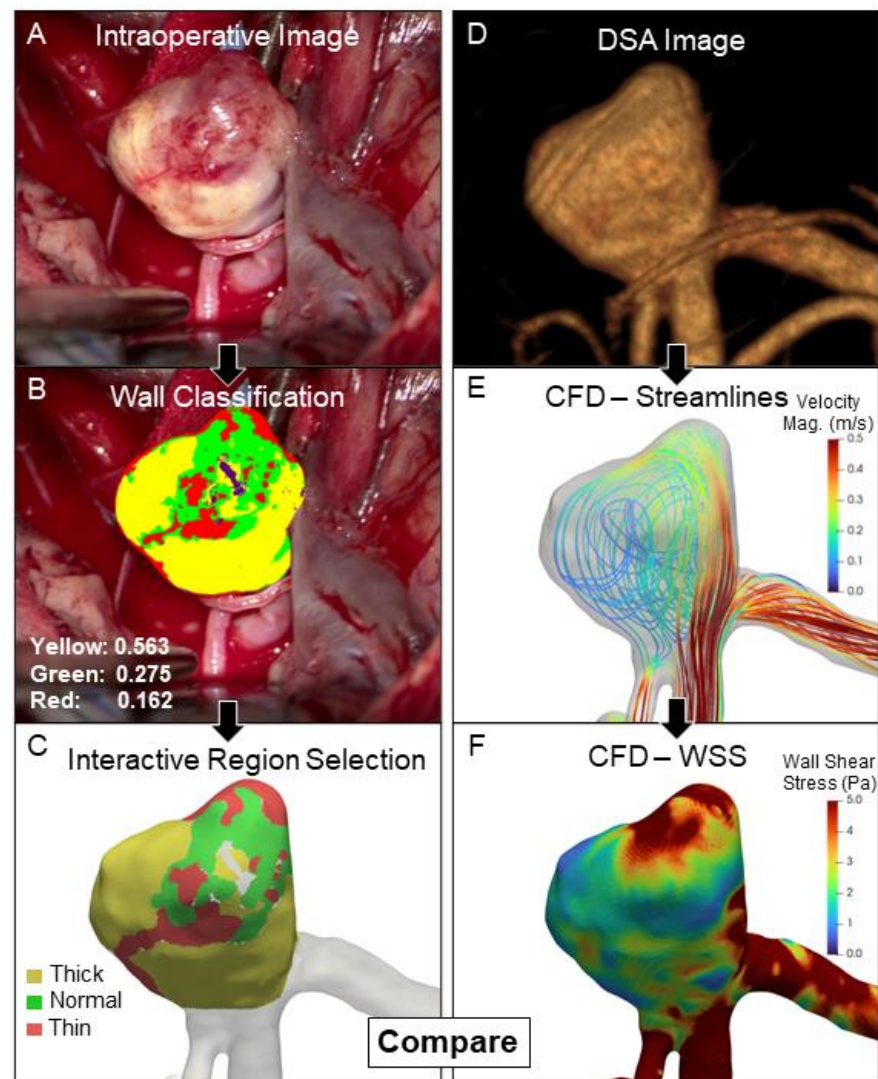 A
Intraoperative Image
B
Wall Classification
Yellow: 0.563
Green: 0.275
Red: 0.162
C
Interactive Region Selection
Thick
Normal
Thin
D
DSA Image
E
CFD – Streamlines
Velocity
Mag. (m/s)
0.5
0.4
0.3
0.2
0.1
0.0
F
CFD – WSS
Wall Shear
Stress (Pa)
5.0
4
3
2
1
0.0
Compare